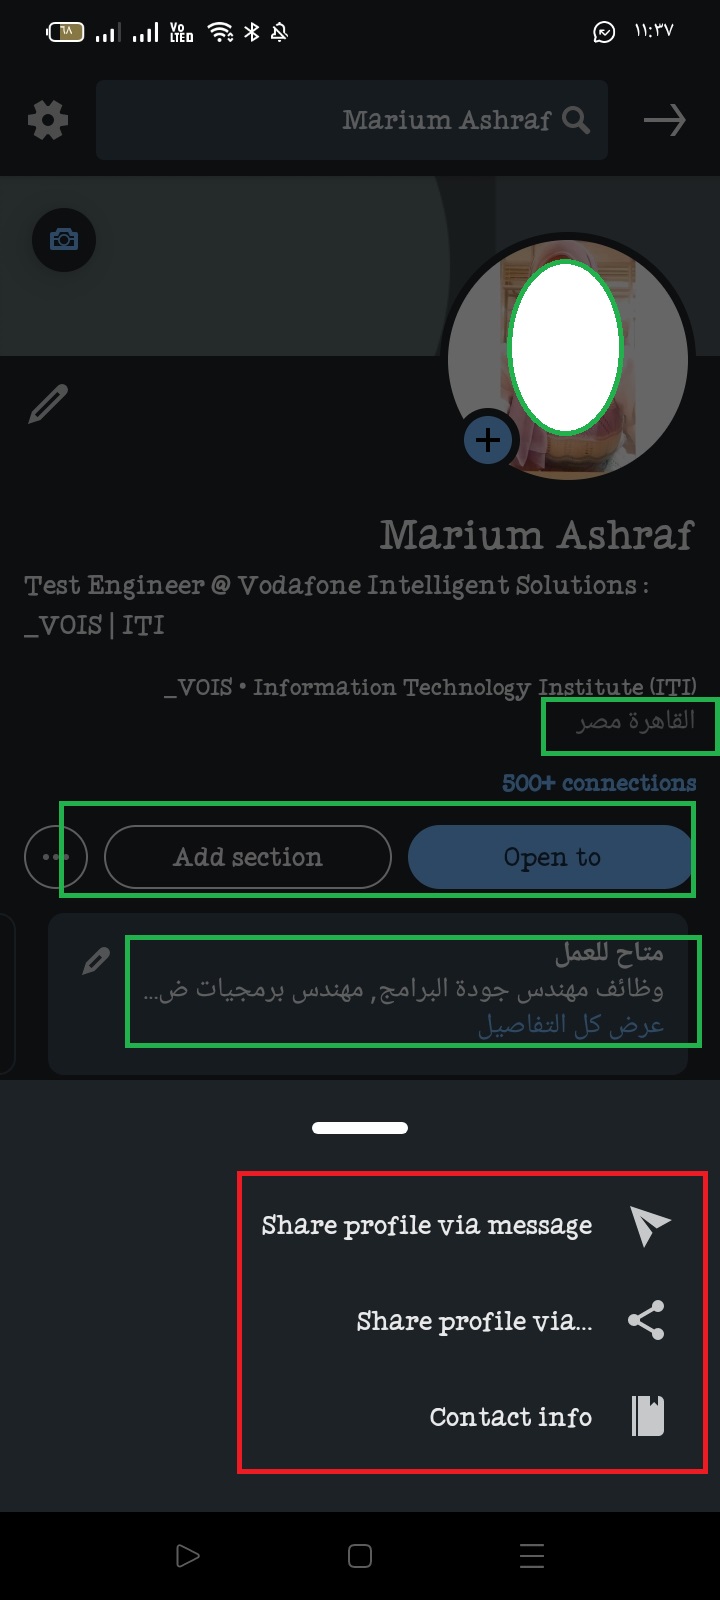 ٦٨
Vo
LTED
١١:٣٧
Marium Ashraf
Marium Ashraf
Test Engineer @ Vodafone Intelligent Solutions :
_VOIS | ITI
_VOIS • Information Technology Institute (ITI)
القاهرة مصر
500+ connections
Open to
Add section
متاح للعمل
وظائف مهندس جودة البرامج, مهندس برمجيات ض...
عرض كل التفاصيل
Share profile via message
Share profile via...
Contact info